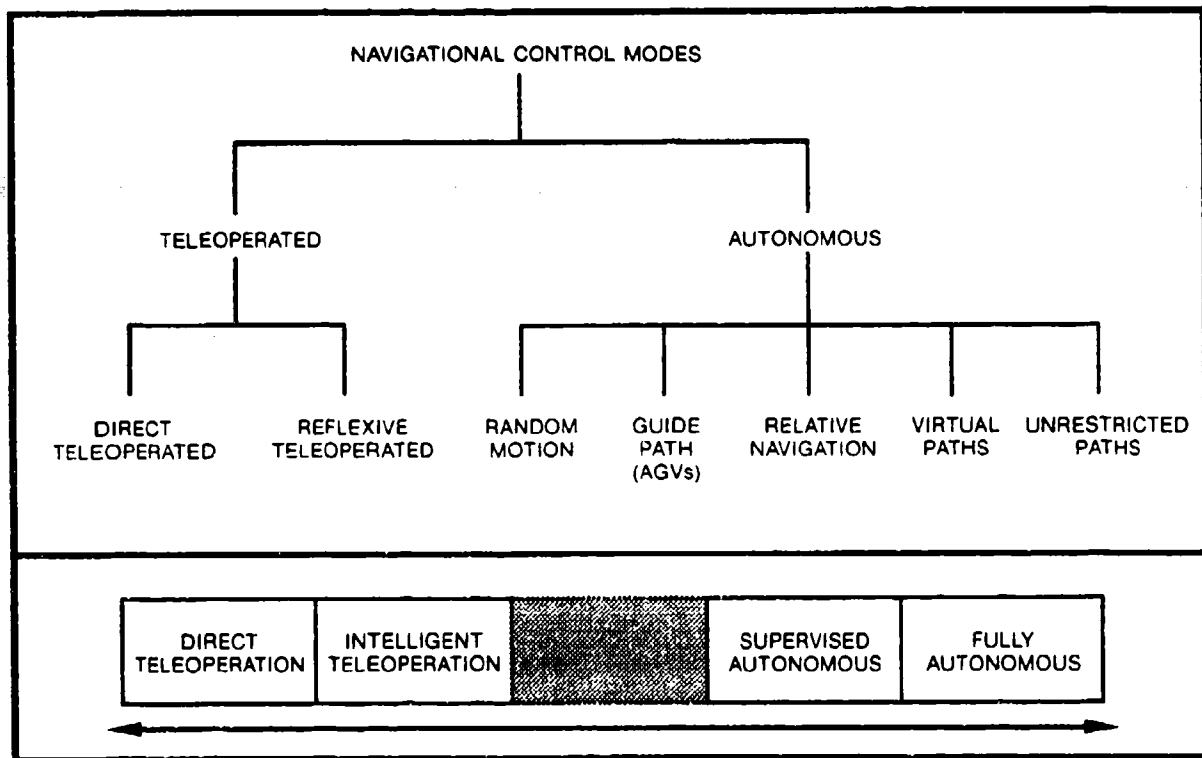 NAVIGATIONAL CONTROL MODES
TELEOPERATED
AUTONOMOUS
DIRECT
TELEOPERATED
REFLEXIVE
TELEOPERATED
RANDOM
MOTION
GUIDE
PATH
(AGVs)
RELATIVE
NAVIGATION
VIRTUAL
PATHS
UNRESTRICTED
PATHS
DIRECT
TELEOPERATION
INTELLIGENT
TELEOPERATION
SUPERVISED
AUTONOMOUS
FULLY
AUTONOMOUS